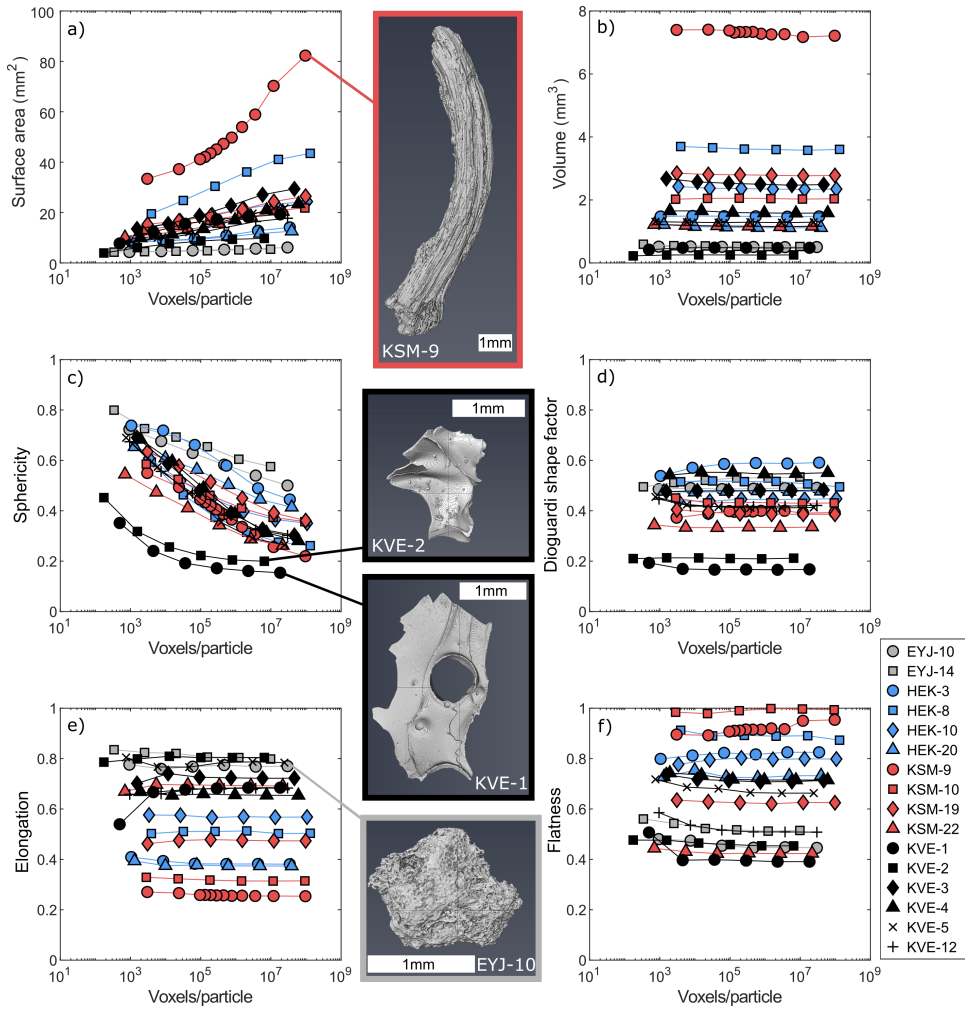 a)
Surface area (mm²)
100
80
60
40
20
0
10¹ 10³ 10⁵ 10⁷ 10⁹
Voxels/particle
KSM-9
1mm
b)
Volume (mm³)
8
6
4
2
0
10¹ 10³ 10⁵ 10⁷ 10⁹
Voxels/particle
c)
Sphericity
1
0.8
0.6
0.4
0.2
0
10¹ 10³ 10⁵ 10⁷ 10⁹
Voxels/particle
1mm
KVE-2
1mm
KVE-1
d)
Dioguardi shape factor
1
0.8
0.6
0.4
0.2
0
10¹ 10³ 10⁵ 10⁷ 10⁹
Voxels/particle
e)
Elongation
1
0.8
0.6
0.4
0.2
0
10¹ 10³ 10⁵ 10⁷ 10⁹
Voxels/particle
1mm
EYJ-10
f)
Flatness
1
0.8
0.6
0.4
0.2
0
10¹ 10³ 10⁵ 10⁷ 10⁹
Voxels/particle
EYJ-10
EYJ-14
HEK-3
HEK-8
HEK-10
HEK-20
KSM-9
KSM-10
KSM-19
KSM-22
KVE-1
KVE-2
KVE-3
KVE-4
KVE-5
KVE-12